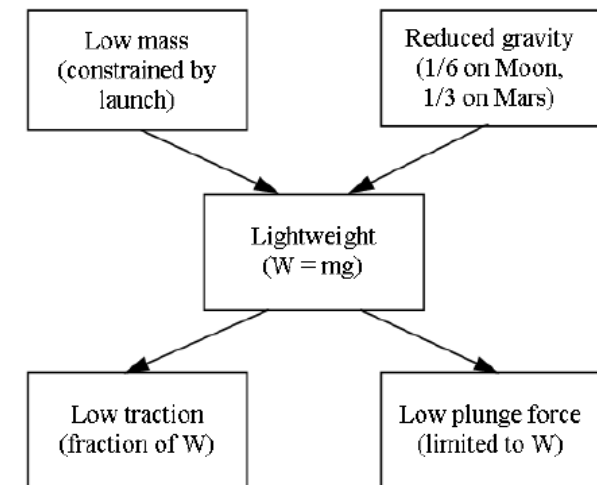 Low mass
(constrained by
launch)
Reduced gravity
(1/6 on Moon,
1/3 on Mars)
Lightweight
(W = mg)
Low traction
(fraction of W)
Low plunge force
(limited to W)